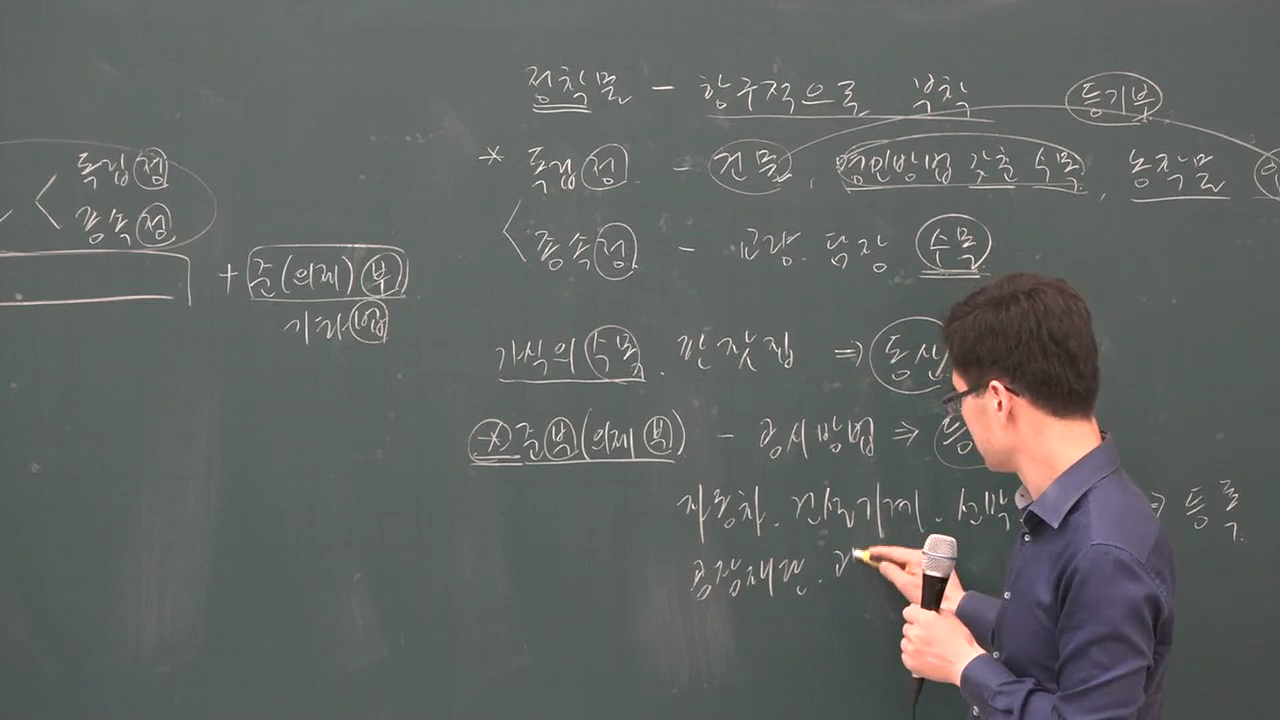 정착물 - 항구적으로 부착 등기부
* 독립정 - 건물, 명인방법 갖춘 수목, 농작물
종속정 - 교량. 담장 수목
가식의 수목. 판잣집 ⇒ 동산
* 준부(의제부) - 공시방법 ⇒ 등
자동차. 건설기계. 선박 ⇒ 등록.
공장재단.
독립정
종속정
+ 준(의제)부
기타